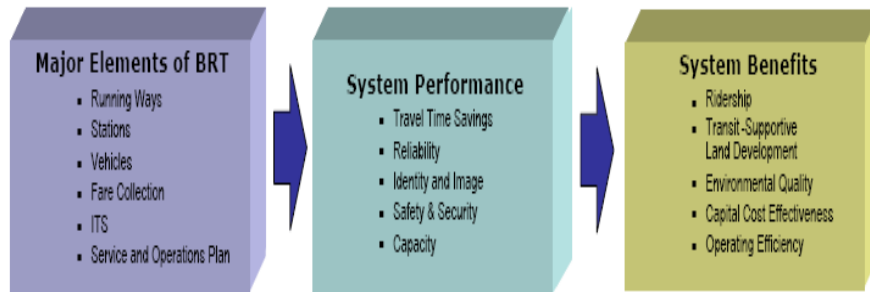 Major Elements of BRT
▪ Running Ways
▪ Stations
▪ Vehicles
▪ Fare Collection
▪ ITS
▪ Service and Operations Plan
System Performance
▪ Travel Time Savings
▪ Reliability
▪ Identity and Image
▪ Safety & Security
▪ Capacity
System Benefits
▪ Ridership
▪ Transit-Supportive
Land Development
▪ Environmental Quality
▪ Capital Cost Effectiveness
▪ Operating Efficiency